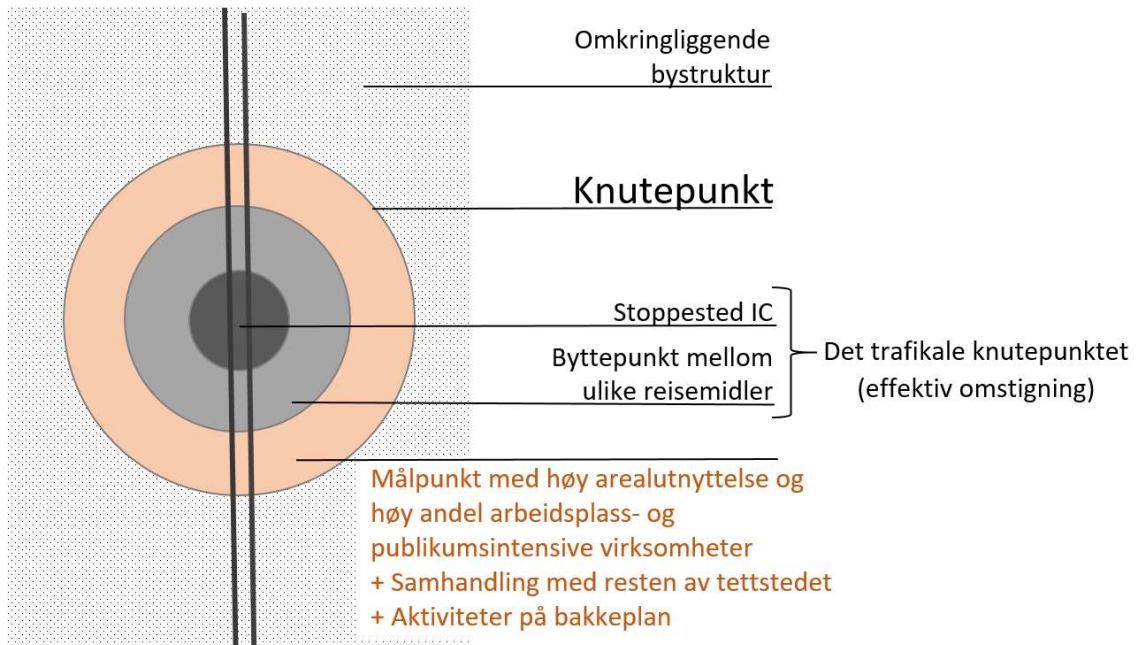 Omkringliggende
bystruktur
Knutepunkt
Stoppested IC
Byttepunkt mellom
ulike reisemidler
Det trafikale knutepunktet
(effektiv omstigning)
Målpunkt med høy arealutnyttelse og
høy andel arbeidsplass- og
publikumsintensive virksomheter
+ Samhandling med resten av tettstedet
+ Aktiviteter på bakkeplan